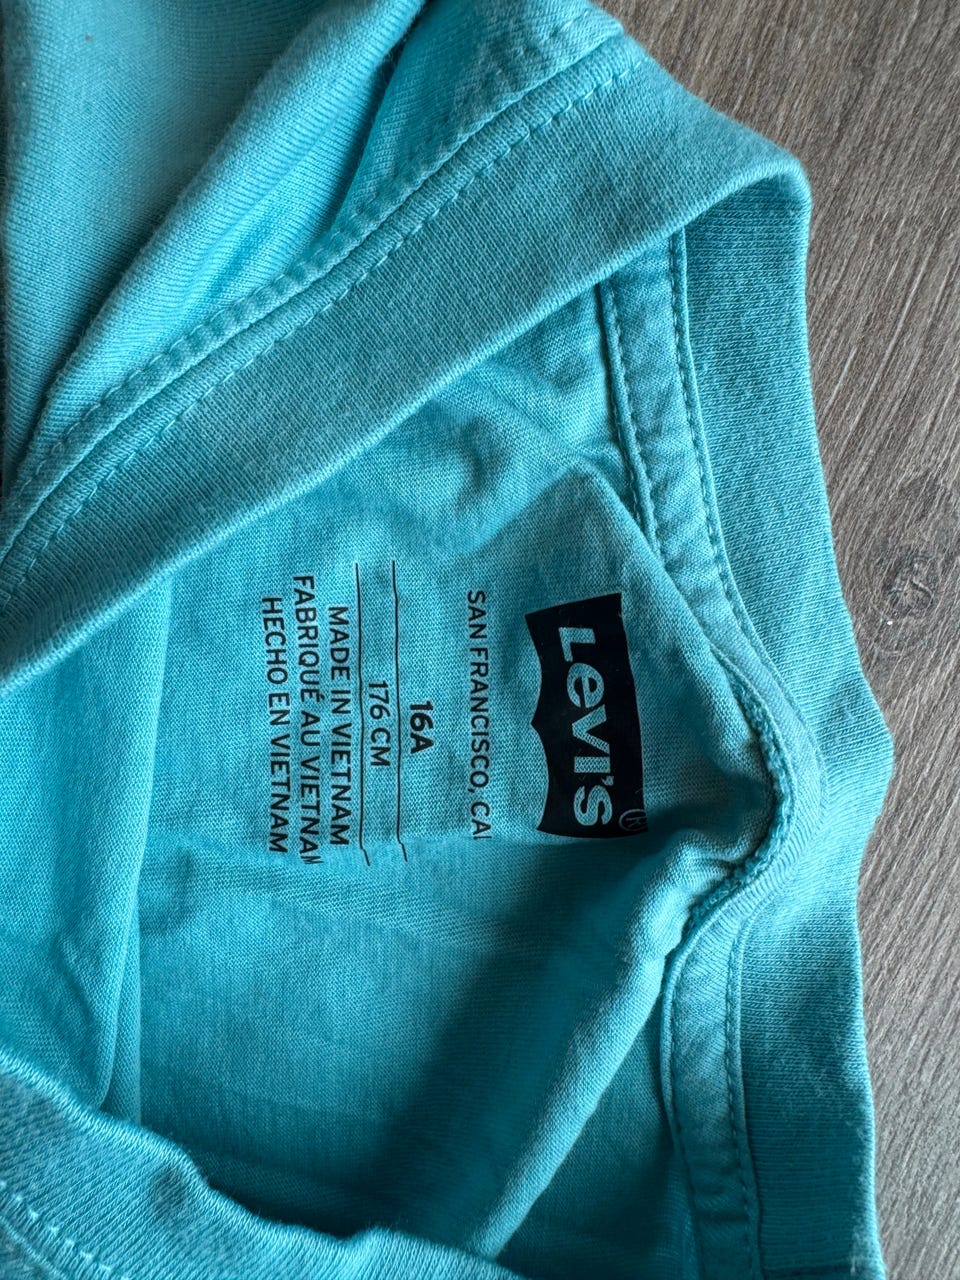 Levi's®
SAN FRANCISCO, CA
16A
176 CM
MADE IN VIETNAM
FABRIQUÉ AU VIETNAM
HECHO EN VIETNAM